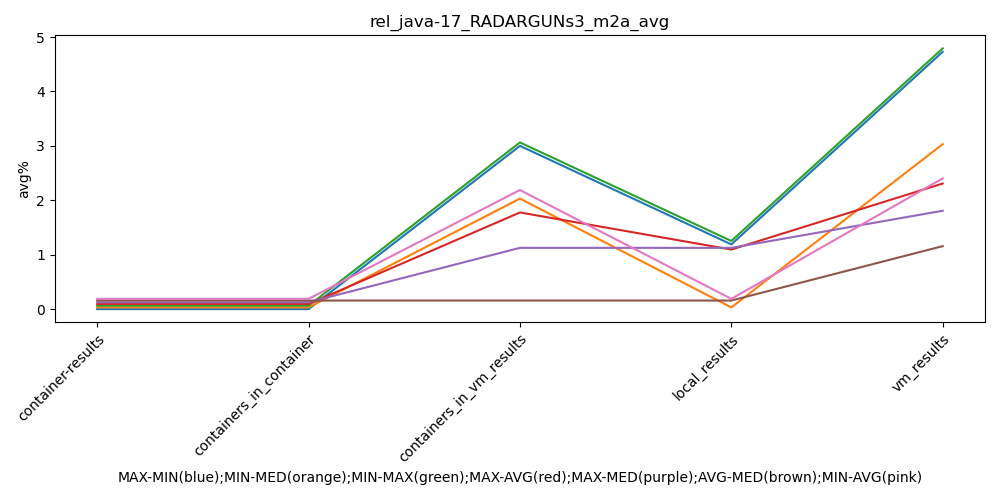 rel_java-17_RADARGUNs3_m2a_avg
avg%
5
4
3
2
1
0
container-results
containers_in_container
containers_in_vm_results
local_results
vm_results
MAX-MIN(blue);MIN-MED(orange);MIN-MAX(green);MAX-AVG(red);MAX-MED(purple);AVG-MED(brown);MIN-AVG(pink)